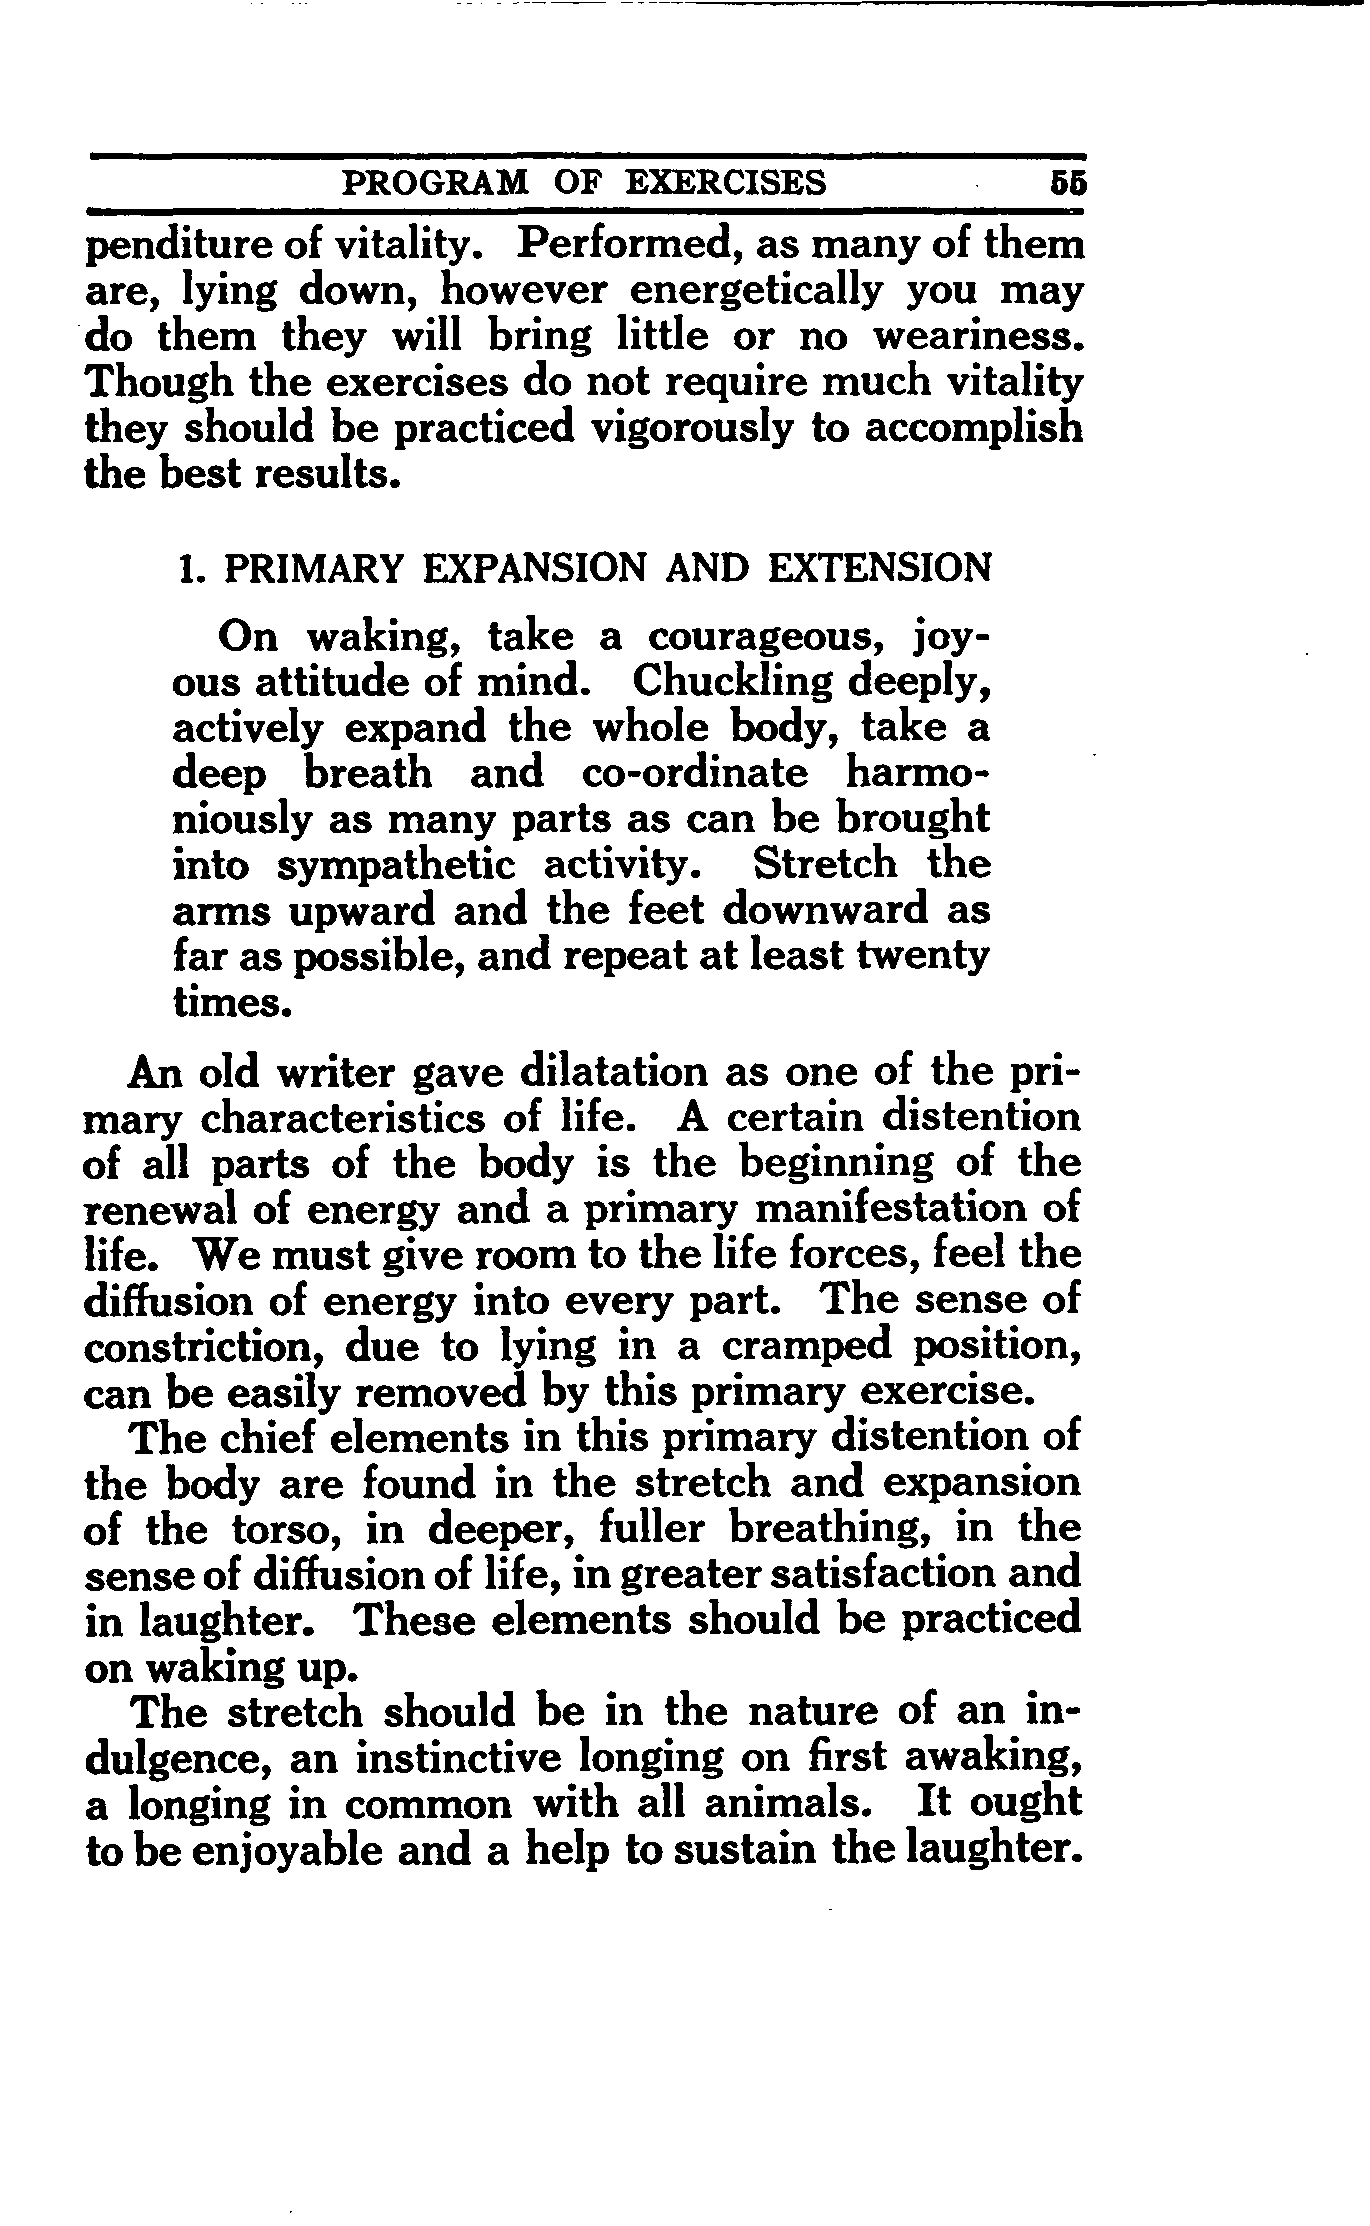 PROGRAM OF EXERCISES 55
penditure of vitality. Performed, as many of them
are, lying down, however energetically you may
do them they will bring little or no weariness.
Though the exercises do not require much vitality
they should be practiced vigorously to accomplish
the best results.
1. PRIMARY EXPANSION AND EXTENSION
On waking, take a courageous, joy-
ous attitude of mind. Chuckling deeply,
actively expand the whole body, take a
deep breath and co-ordinate harmo-
niously as many parts as can be brought
into sympathetic activity. Stretch the
arms upward and the feet downward as
far as possible, and repeat at least twenty
times.
An old writer gave dilatation as one of the pri-
mary characteristics of life. A certain distention
of all parts of the body is the beginning of the
renewal of energy and a primary manifestation of
life. We must give room to the life forces, feel the
diffusion of energy into every part. The sense of
constriction, due to lying in a cramped position,
can be easily removed by this primary exercise.
The chief elements in this primary distention of
the body are found in the stretch and expansion
of the torso, in deeper, fuller breathing, in the
sense of diffusion of life, in greater satisfaction and
in laughter. These elements should be practiced
on waking up.
The stretch should be in the nature of an in-
dulgence, an instinctive longing on first awaking,
a longing in common with all animals. It ought
to be enjoyable and a help to sustain the laughter.